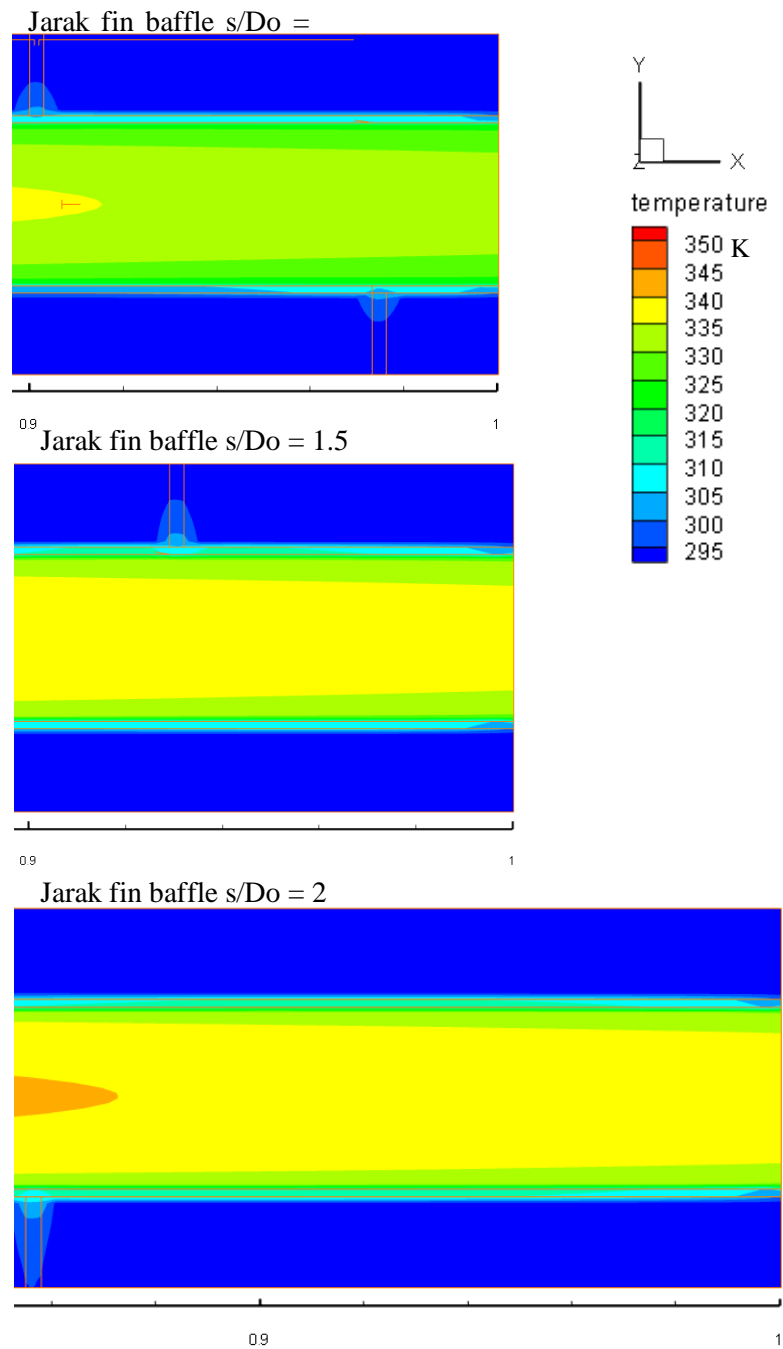 Jarak fin baffle s/Do =
0.9 1
Jarak fin baffle s/Do = 1.5
0.9 1
Jarak fin baffle s/Do = 2
0.9 1
Y
Z X
temperature
350 K
345
340
335
330
325
320
315
310
305
300
295